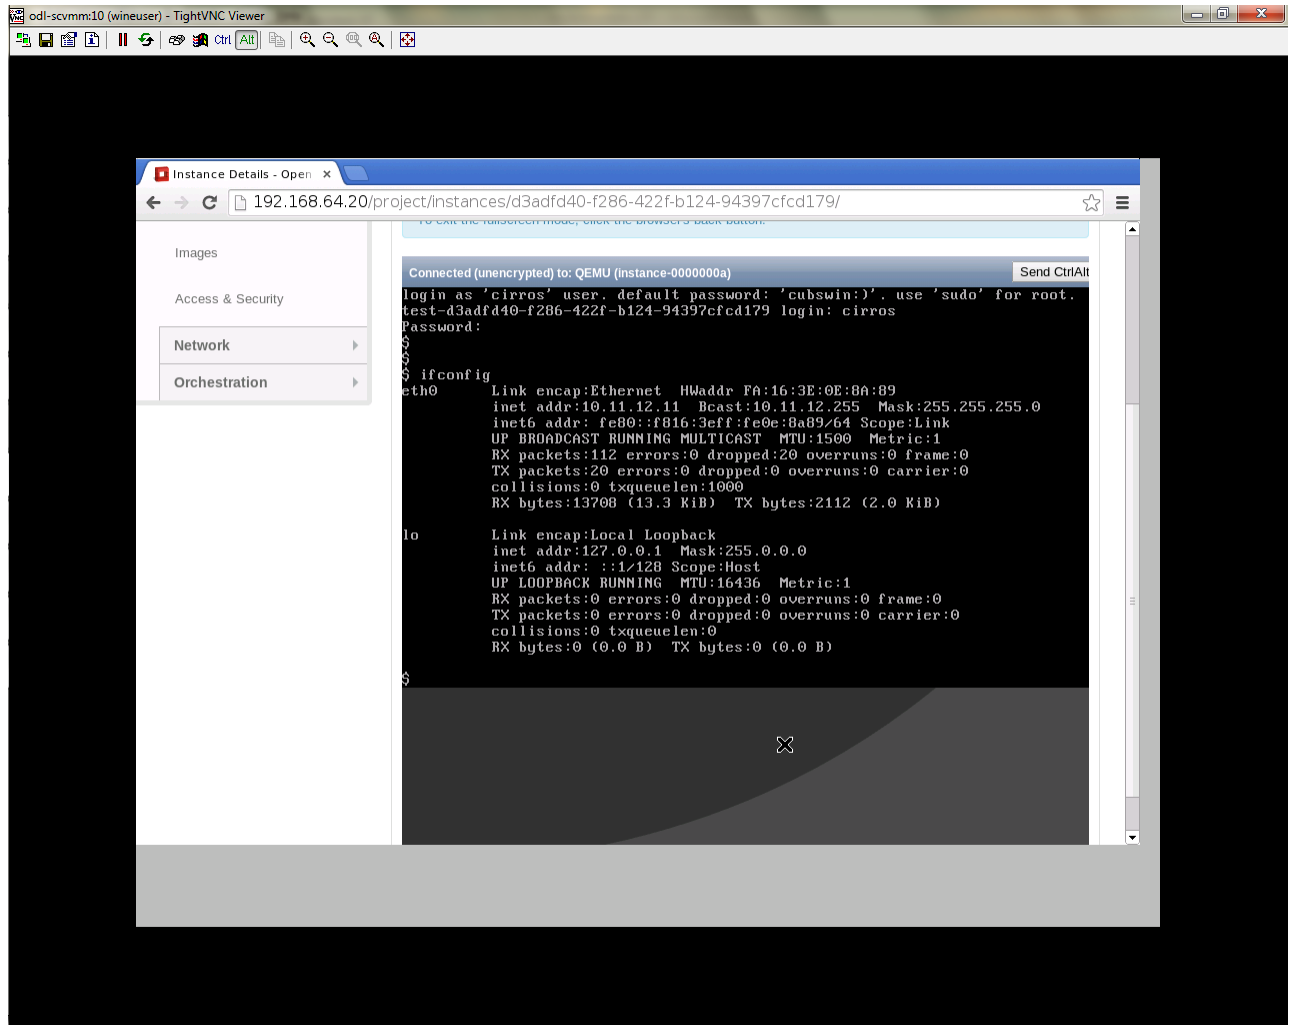 odl-scvmm:10 (wineuser) - TightVNC Viewer
Ctrl Alt
Instance Details - Open
192.168.64.20/project/instances/d3adfd40-f286-422f-b124-94397cfcd179/
To exit the fullscreen mode, click the browser's back button.
Images
Access & Security
Network
Orchestration
Connected (unencrypted) to: QEMU (instance-0000000a)
Send CtrlAlt
login as 'cirros' user. default password: 'cubswin:)'. use 'sudo' for root.
test-d3adfd40-f286-422f-b124-94397cfcd179 login: cirros
Password:
$
$
$ ifconfig
eth0      Link encap:Ethernet  HWaddr FA:16:3E:0E:8A:89
          inet addr:10.11.12.11  Bcast:10.11.12.255  Mask:255.255.255.0
          inet6 addr: fe80::f816:3eff:fe0e:8a89/64 Scope:Link
          UP BROADCAST RUNNING MULTICAST  MTU:1500  Metric:1
          RX packets:112 errors:0 dropped:20 overruns:0 frame:0
          TX packets:20 errors:0 dropped:0 overruns:0 carrier:0
          collisions:0 txqueuelen:1000
          RX bytes:13708 (13.3 KiB)  TX bytes:2112 (2.0 KiB)
lo        Link encap:Local Loopback
          inet addr:127.0.0.1  Mask:255.0.0.0
          inet6 addr: ::1/128 Scope:Host
          UP LOOPBACK RUNNING  MTU:16436  Metric:1
          RX packets:0 errors:0 dropped:0 overruns:0 frame:0
          TX packets:0 errors:0 dropped:0 overruns:0 carrier:0
          collisions:0 txqueuelen:0
          RX bytes:0 (0.0 B)  TX bytes:0 (0.0 B)
$